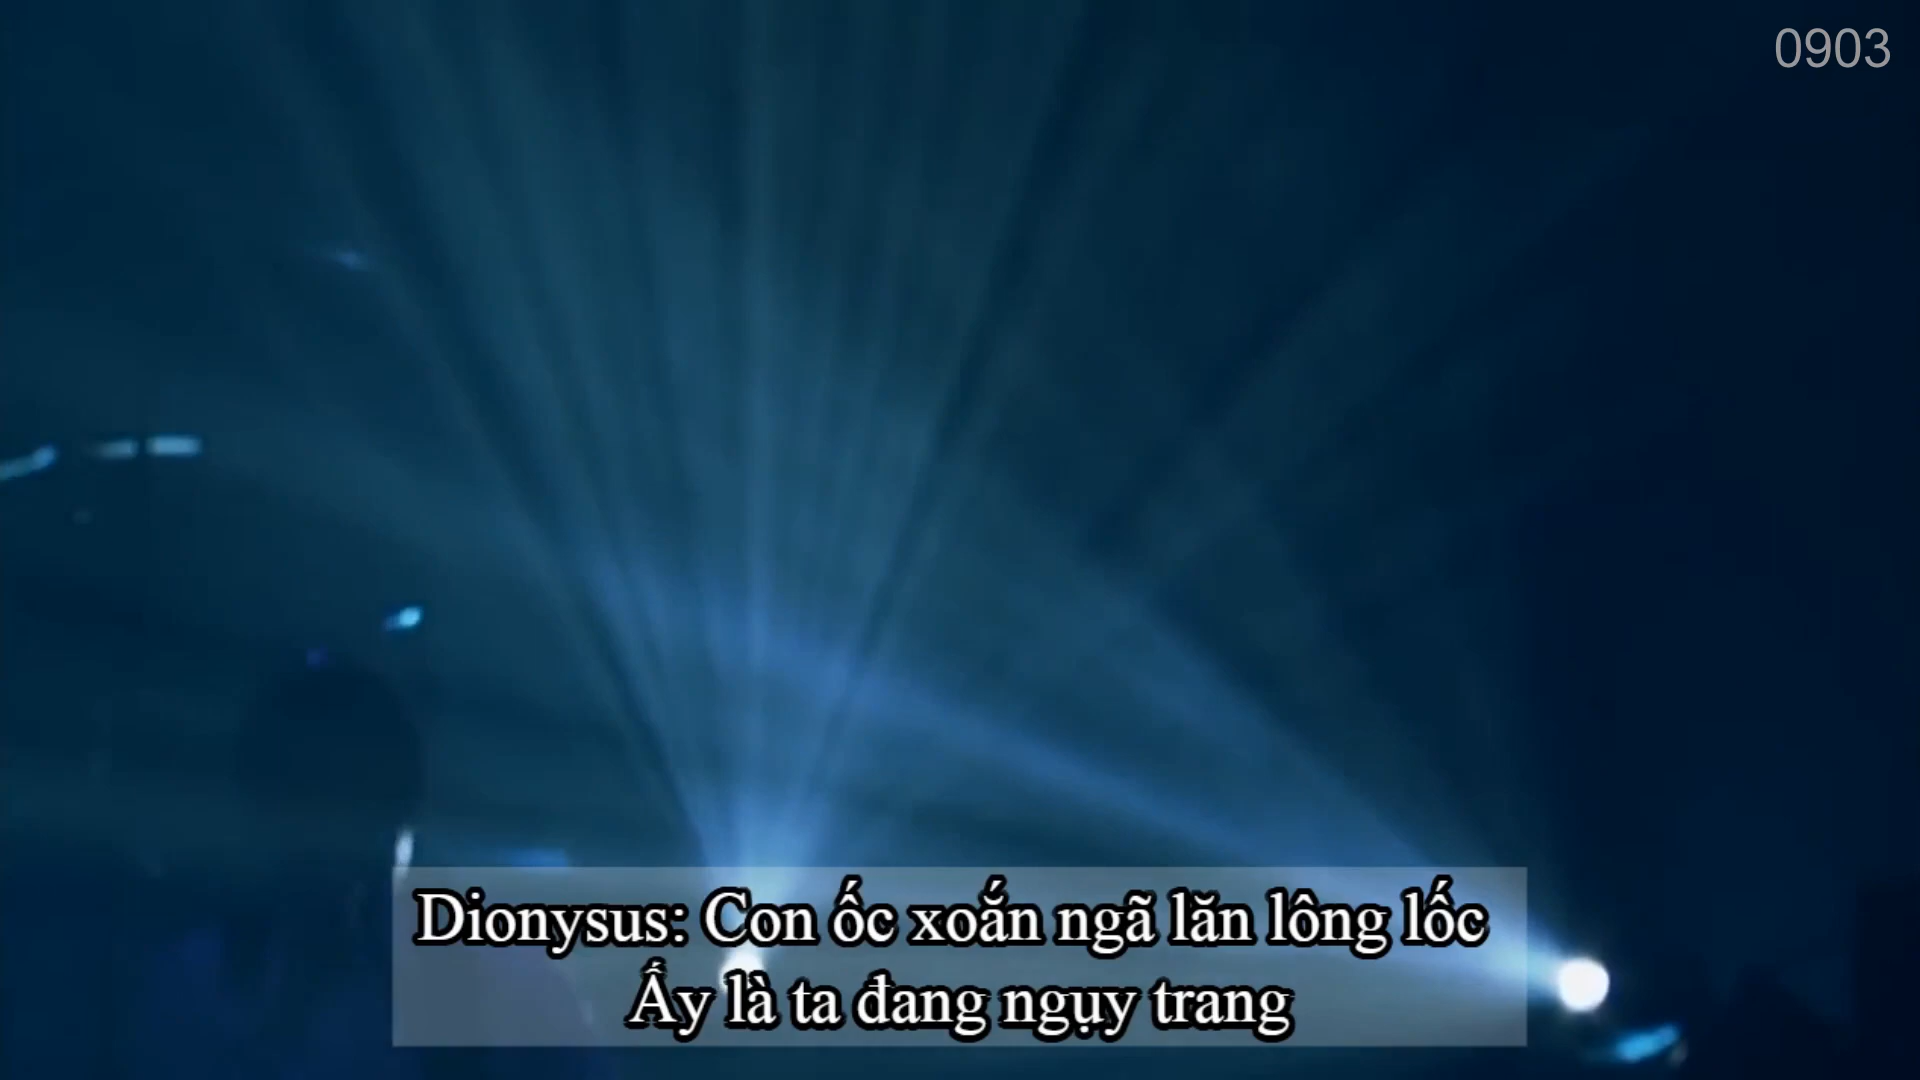 0903
Dionysus: Con ốc xoắn ngã lăn lông lốc
Ấy là ta đang ngụy trang